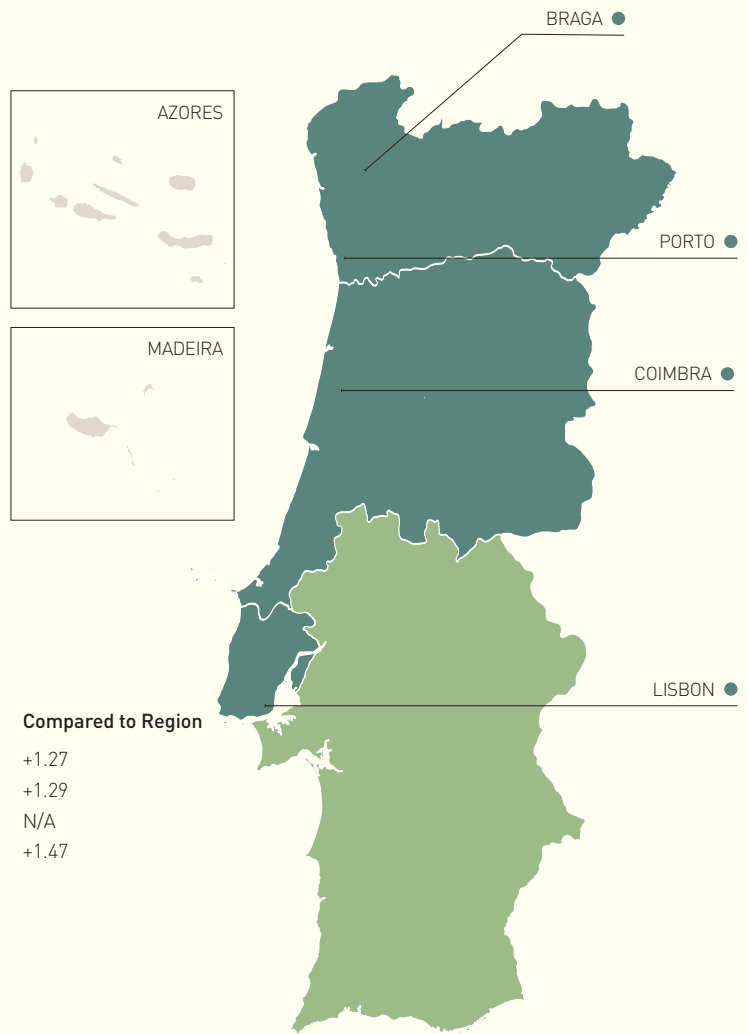 BRAGA
AZORES
PORTO
MADEIRA
COIMBRA
LISBON
Compared to Region
+1.27
+1.29
N/A
+1.47